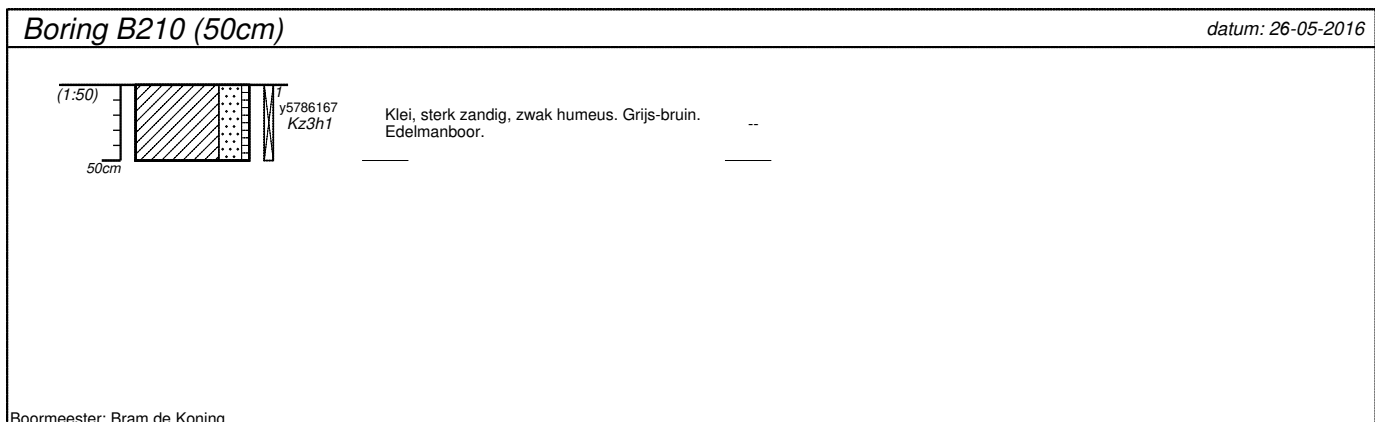 Boring B210 (50cm)
datum: 26-05-2016
(1:50)
1
y5786167
Kz3h1
Klei, sterk zandig, zwak humeus. Grijs-bruin.
Edelmanboor.
--
50cm
Boormeester: Bram de Koning